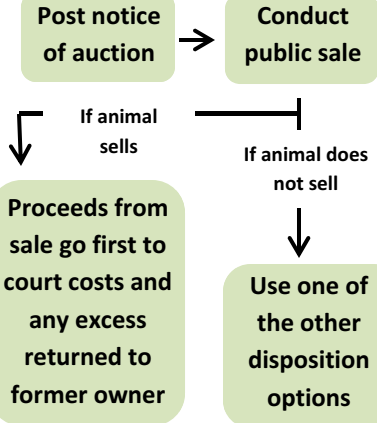 Post notice
of auction
Conduct
public sale
If animal
sells
If animal does
not sell
Proceeds from
sale go first to
court costs and
any excess
returned to
former owner
Use one of
the other
disposition
options